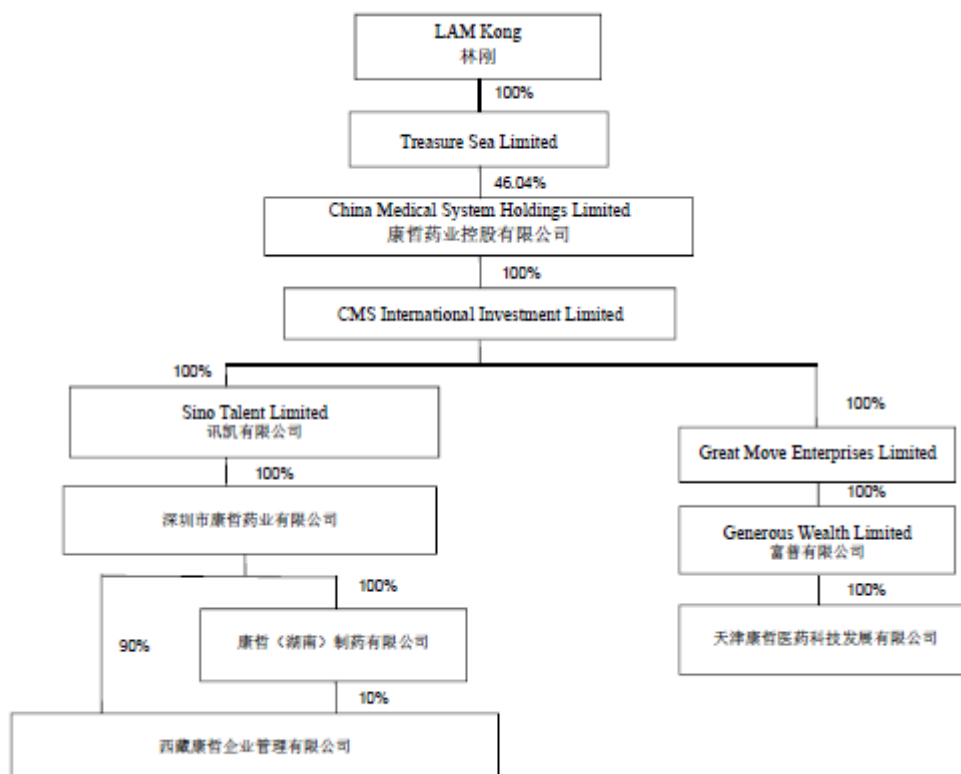 LAM Kong
林刚
100%
Treasure Sea Limited
46.04%
China Medical System Holdings Limited
康哲药业控股有限公司
100%
CMS International Investment Limited
100%
Sino Talent Limited
讯凯有限公司
100%
深圳市康哲药业有限公司
100%
90%
康哲（湖南）制药有限公司
10%
西藏康哲企业管理有限公司
100%
Great Move Enterprises Limited
100%
Generous Wealth Limited
富普有限公司
100%
天津康哲医药科技发展有限公司